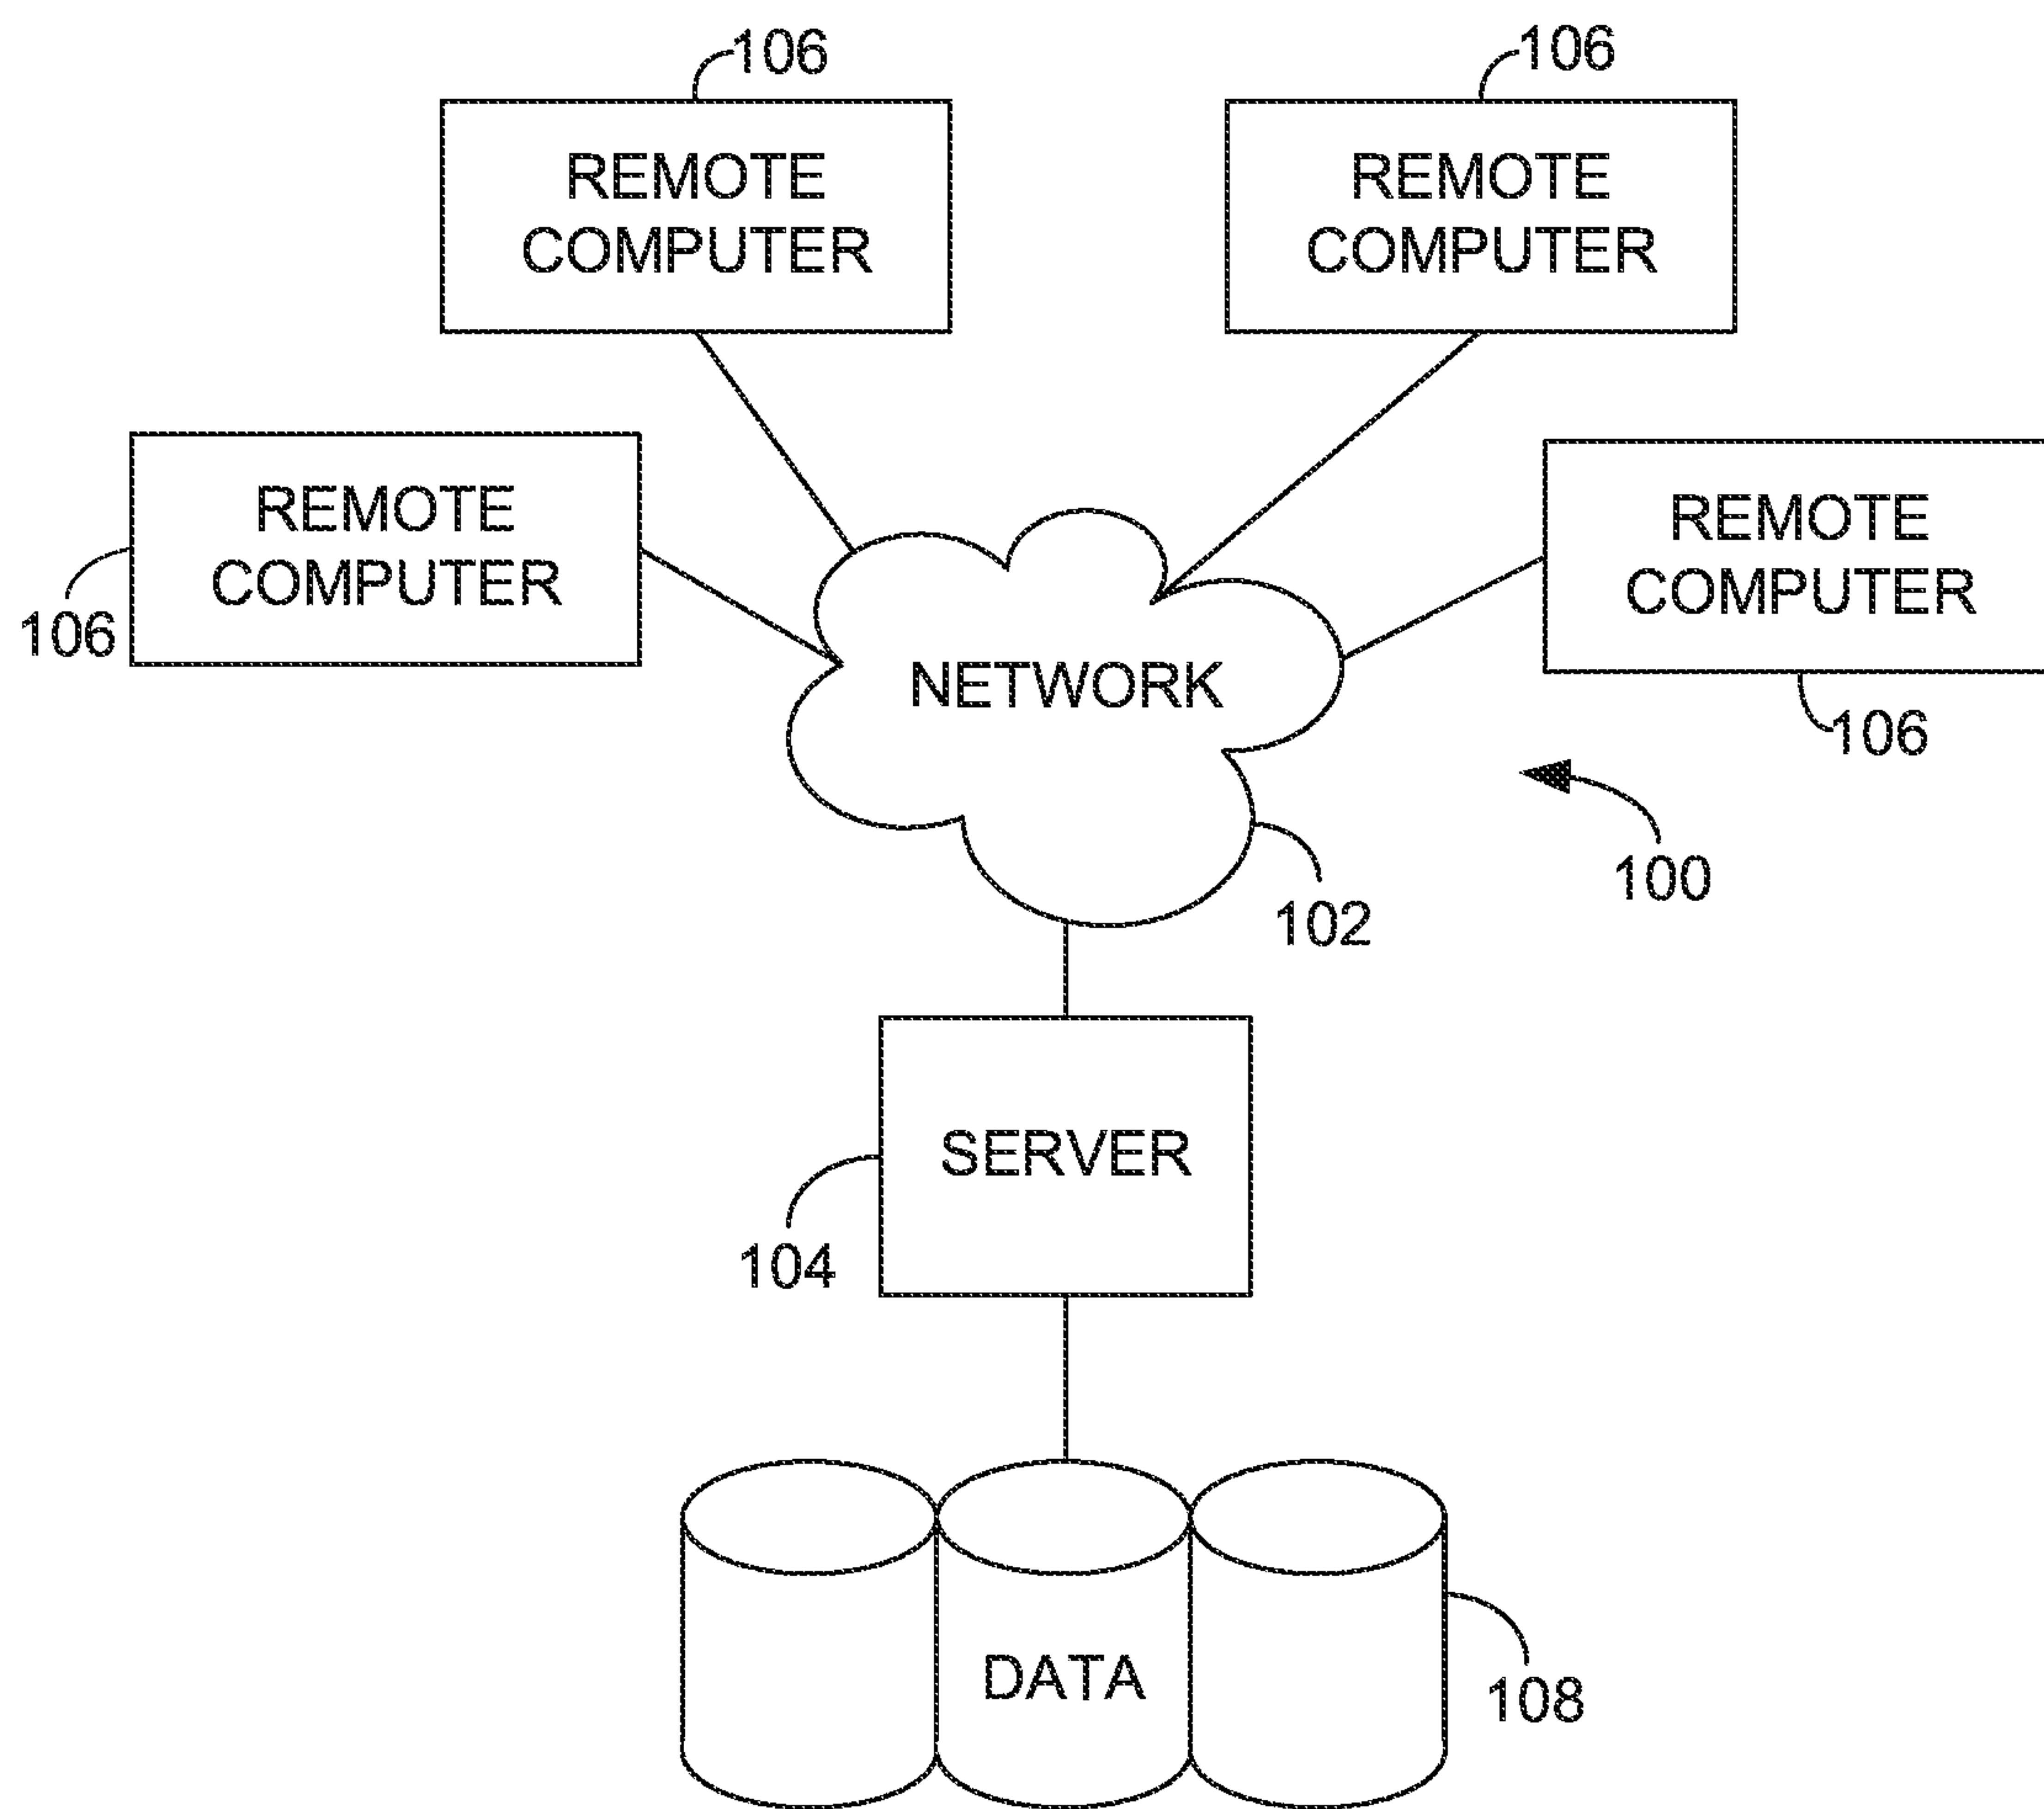 106
106
REMOTE
COMPUTER
REMOTE
COMPUTER
REMOTE
COMPUTER
REMOTE
COMPUTER
106
NETWORK
106
100
102
SERVER
104
DATA
108